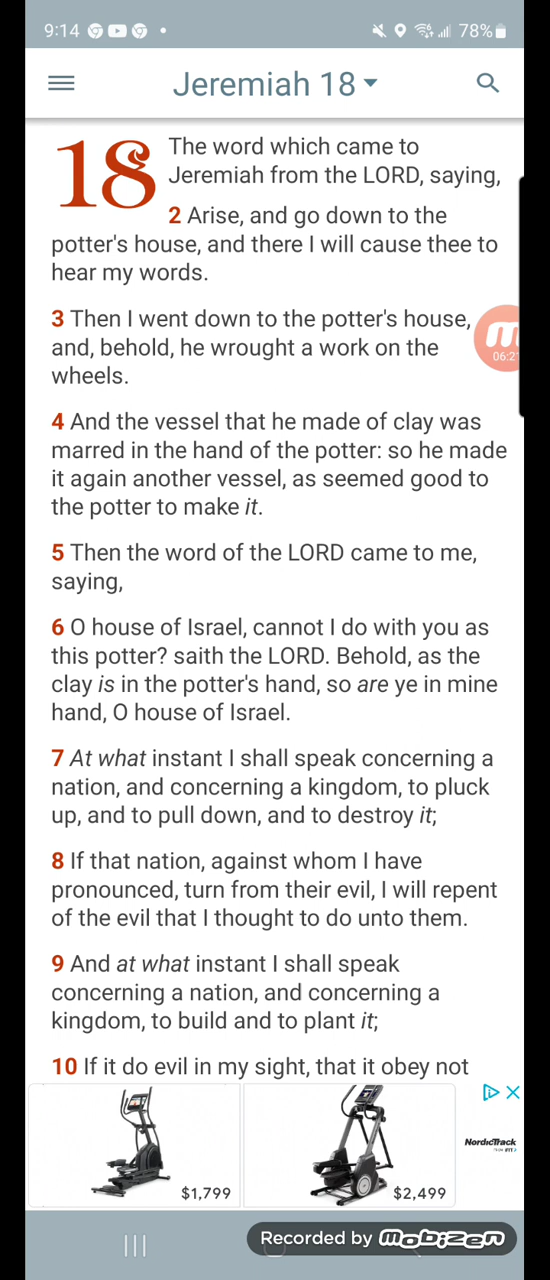 9:14
78%
Jeremiah 18
18 The word which came to
Jeremiah from the LORD, saying,
2 Arise, and go down to the
potter's house, and there I will cause thee to
hear my words.
3 Then I went down to the potter's house,
and, behold, he wrought a work on the
wheels.
06:2
4 And the vessel that he made of clay was
marred in the hand of the potter: so he made
it again another vessel, as seemed good to
the potter to make it.
5 Then the word of the LORD came to me,
saying,
6 O house of Israel, cannot I do with you as
this potter? saith the LORD. Behold, as the
clay is in the potter's hand, so are ye in mine
hand, O house of Israel.
7 At what instant I shall speak concerning a
nation, and concerning a kingdom, to pluck
up, and to pull down, and to destroy it;
8 If that nation, against whom I have
pronounced, turn from their evil, I will repent
of the evil that I thought to do unto them.
9 And at what instant I shall speak
concerning a nation, and concerning a
kingdom, to build and to plant it;
10 If it do evil in my sight, that it obey not
$1,799
$2,499
NordicTrack
Recorded by Mobizen